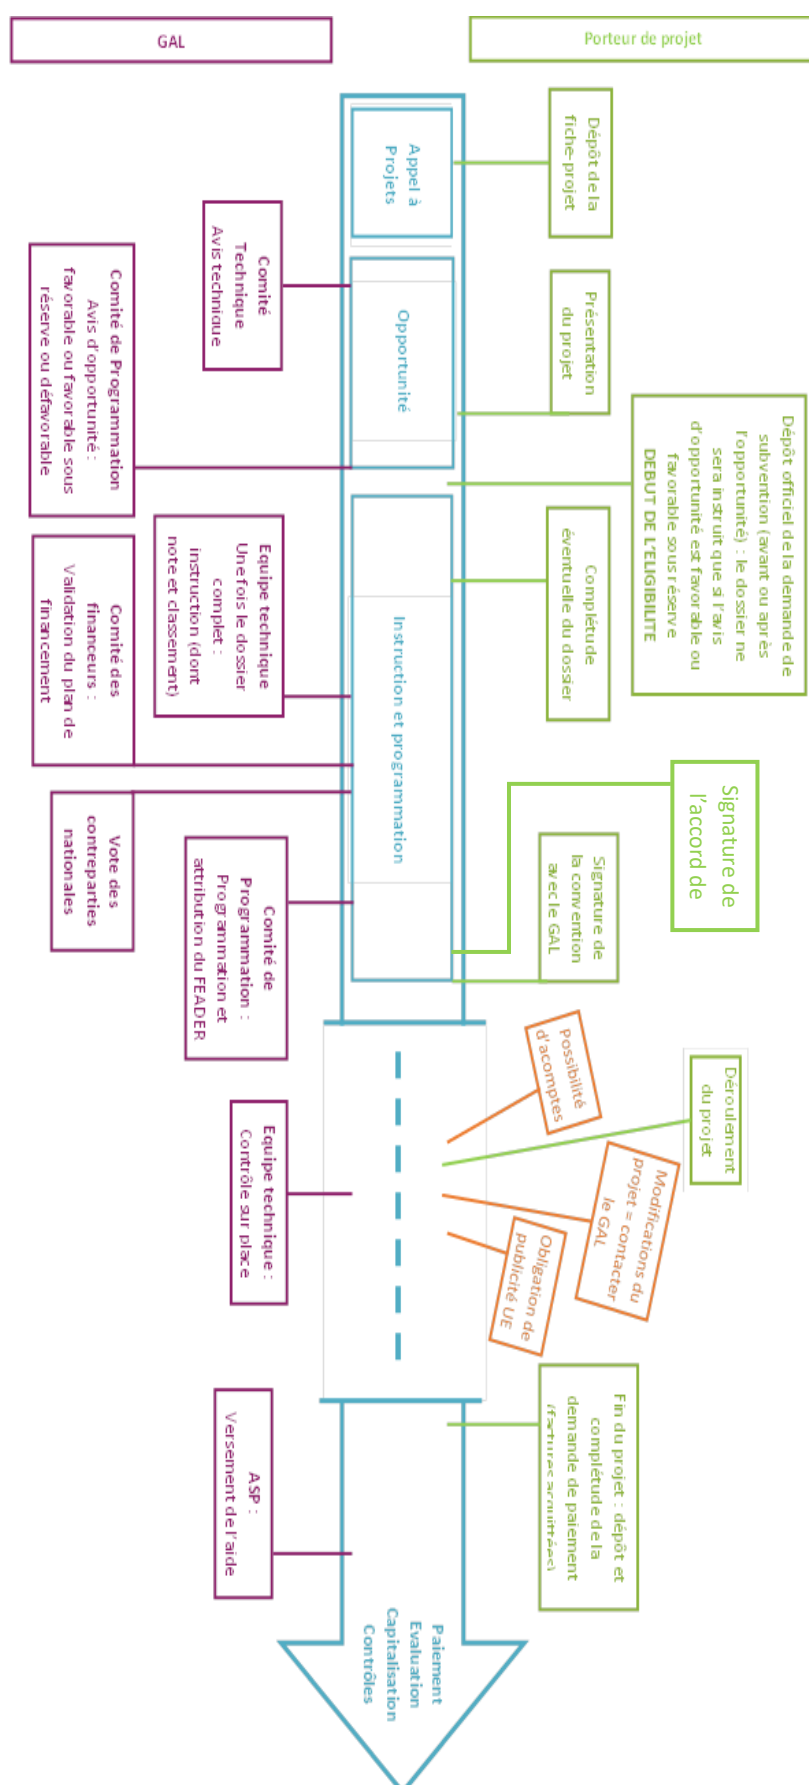 GAL
Porteur de projet
Appel à
Projets
Dépôt de la
fiche-projet
Comité
Technique
Avis technique
Opportunité
Présentation
du projet
Comité de Programmation
Avis d'opportunité :
favorable ou favorable sous
réserve ou défavorable
Dépôt officiel de la demande de
subvention (avant ou après
l'opportunité) : le dossier ne
sera instruit que si l'avis
d'opportunité est favorable ou
favorable sous réserve
DEBUT DE L'ELIGIBILITE
Equipe technique
Une fois le dossier
complet :
instruction (dont
note et classement)
Complétude
éventuelle du dossier
Comité des
financeurs :
Validation du plan de
financement
Instruction et programmation
Vote des
contreparties
nationales
Signature de
l'accord de
Comité de
Programmation :
Programmation et
attribution du FEADER
Signature de
la convention
avec le GAL
Possibilité
d'acomptes
Déroulement
du projet
Equipe technique :
Contrôle sur place
Modifications du
projet = contacter
le GAL
Obligation de
publicité UE
Fin du projet : dépôt et
complétude de la
demande de paiement
(factures acquittées)
ASP :
Versement de l'aide
Paiement
Evaluation
Capitalisation
Contrôles